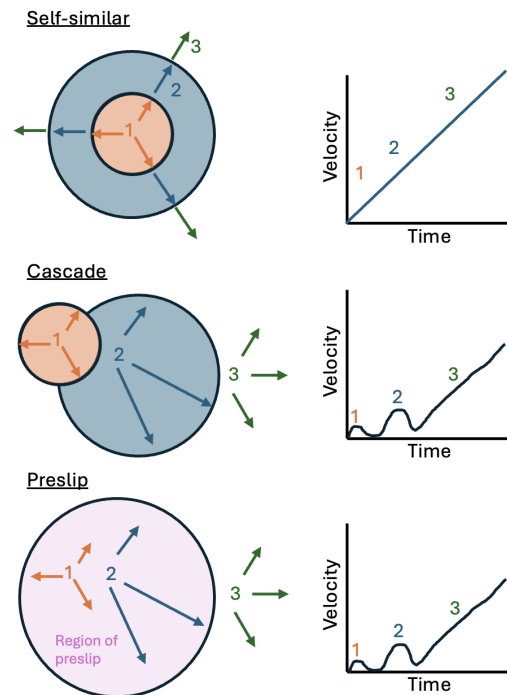 Self-similar
1
2
3
Velocity
1
2
3
Time
Cascade
1
2
3
Velocity
1
2
3
Time
Preslip
1
2
3
Region of
preslip
Velocity
1
2
3
Time